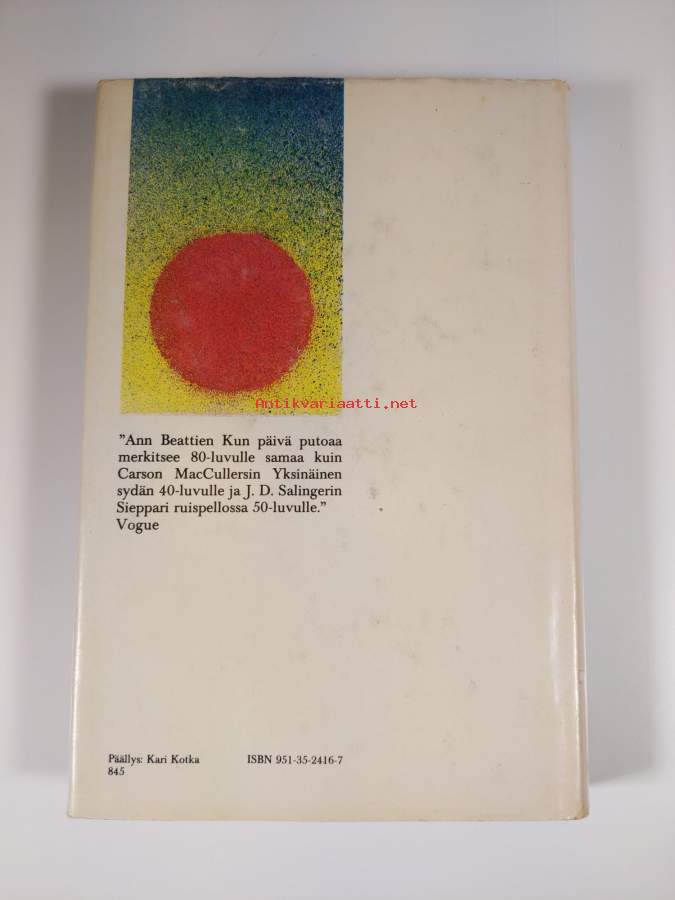 Antikvariaatti.net
"Ann Beattien Kun päivä putoaa
merkitsee 80-luvulle samaa kuin
Carson MacCullersin Yksinäinen
sydän 40-luvulle ja J. D. Salingerin
Sieppari ruispellossa 50-luvulle."
Vogue
Päällys: Kari Kotka ISBN 951-35-2416-7
845